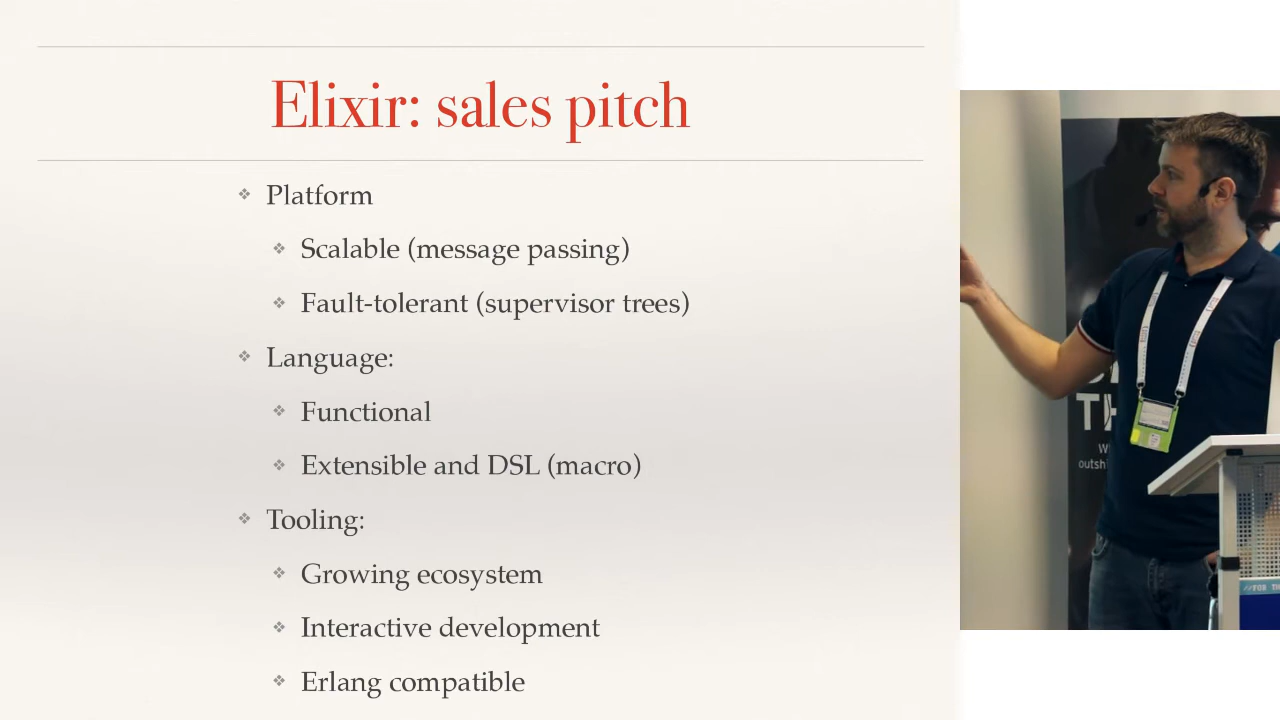 Elixir: sales pitch
Platform
Scalable (message passing)
Fault-tolerant (supervisor trees)
Language:
Functional
Extensible and DSL (macro)
Tooling:
Growing ecosystem
Interactive development
Erlang compatible